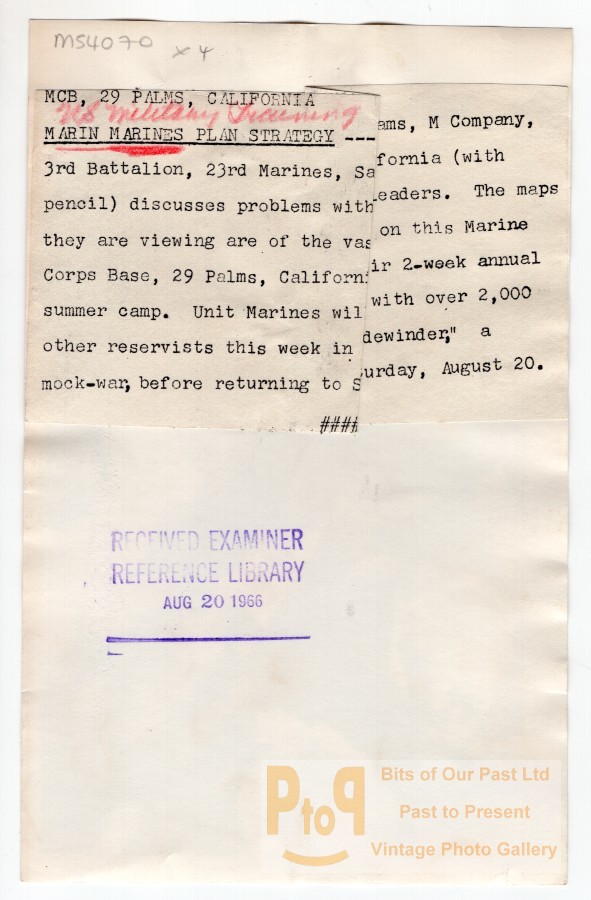 MS4070 x 4
MCB, 29 PALMS, CALIFORNIA
US Military Training
MARIN MARINES PLAN STRATEGY --- ams, M Company,
3rd Battalion, 23rd Marines, Sa fornia (with
pencil) discusses problems with eaders. The maps
they are viewing are of the vas on this Marine
Corps Base, 29 Palms, Californi ir 2-week annual
summer camp. Unit Marines wil with over 2,000
other reservists this week in dewinder," a
mock-war, before returning to S urday, August 20.
####
RECEIVED EXAMINER
REFERENCE LIBRARY
AUG 20 1966
PtoP
Bits of Our Past Ltd
Past to Present
Vintage Photo Gallery